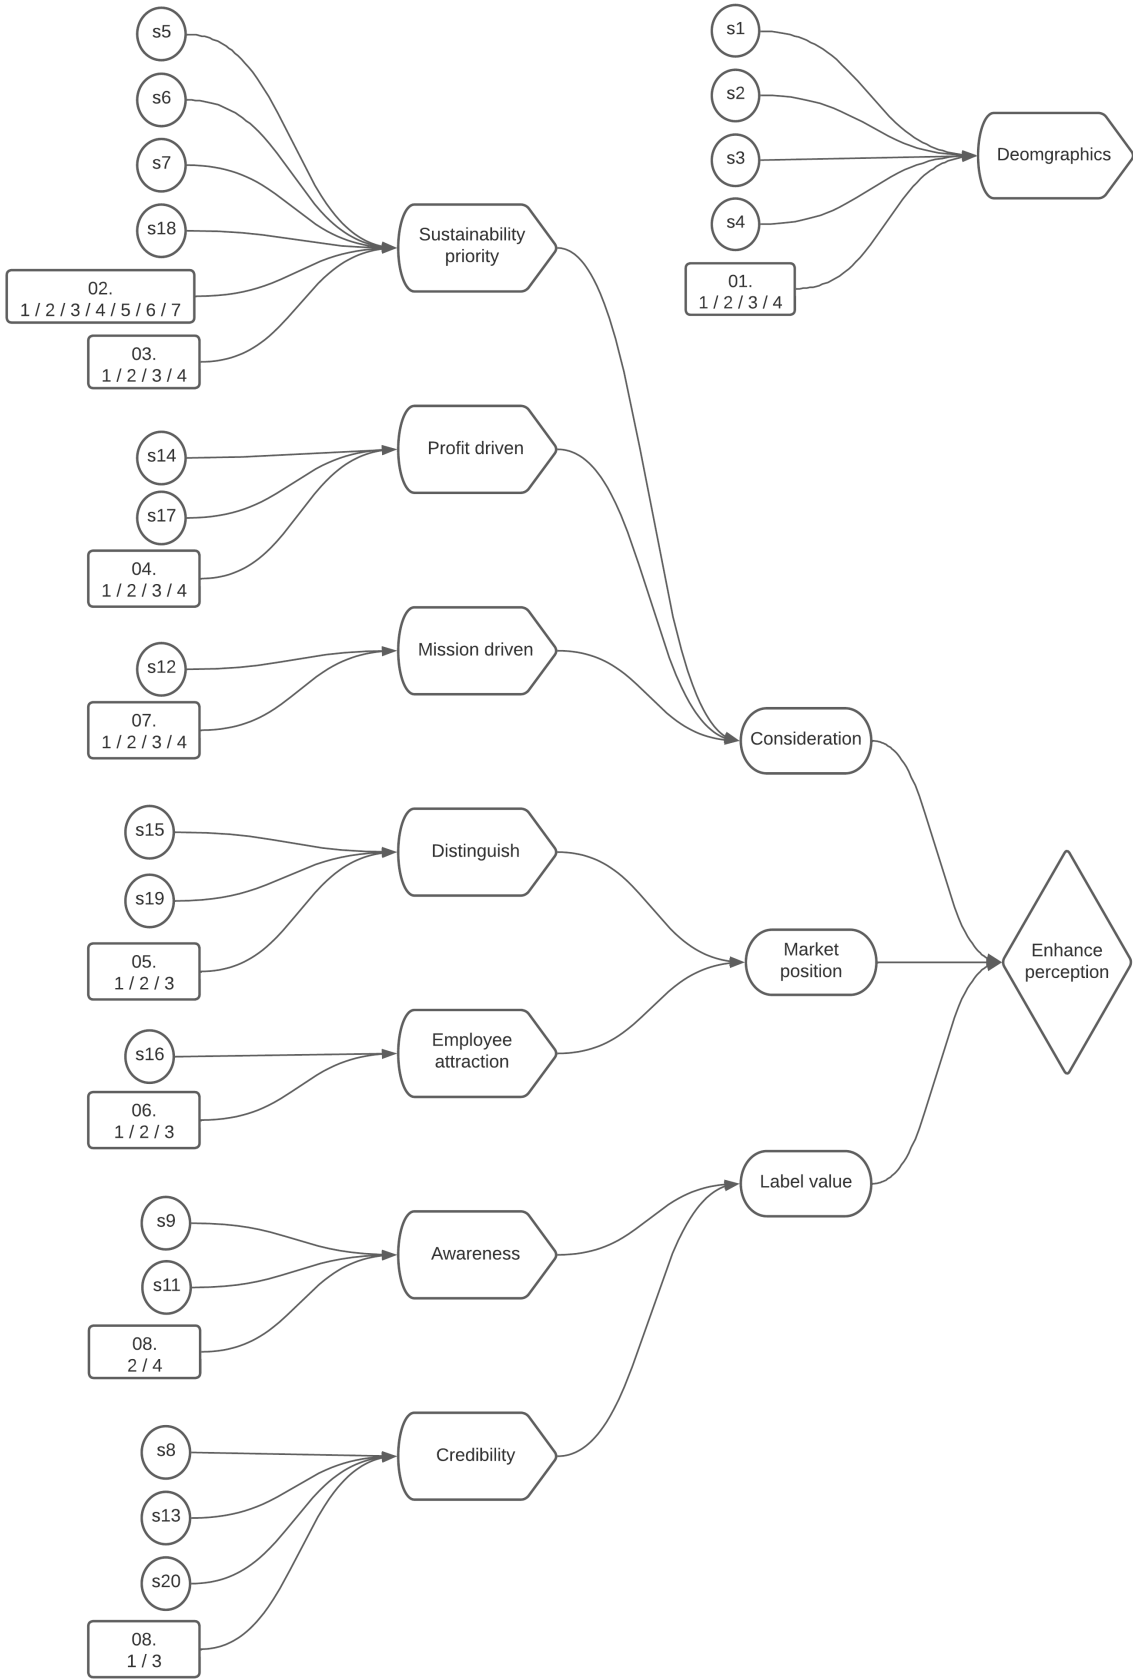 s5
s6
s7
s18
02.
1 / 2 / 3 / 4 / 5 / 6 / 7
03.
1 / 2 / 3 / 4
Sustainability
priority
s1
s2
s3
s4
01.
1 / 2 / 3 / 4
Deomgraphics
s14
s17
04.
1 / 2 / 3 / 4
Profit driven
s12
07.
1 / 2 / 3 / 4
Mission driven
Consideration
s15
s19
05.
1 / 2 / 3
Distinguish
s16
06.
1 / 2 / 3
Employee
attraction
Market
position
Enhance
perception
s9
s11
08.
2 / 4
Awareness
Label value
s8
s13
s20
08.
1 / 3
Credibility